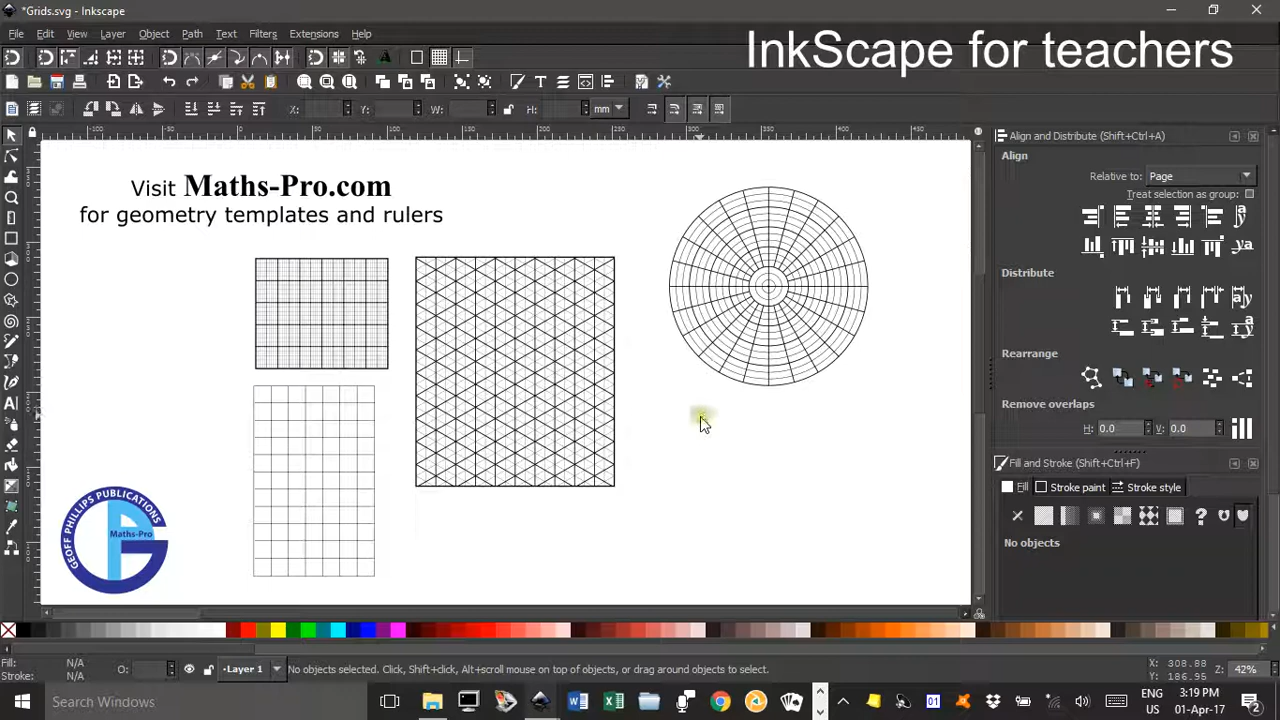 *Grids.svg - Inkscape
File Edit View Layer Object Path Text Filters Extensions Help
InkScape for teachers
X: Y: W: H: mm
Align and Distribute (Shift+Ctrl+A)
Align
Relative to: Page
Treat selection as group:
Distribute
Rearrange
Remove overlaps
H: 0.0 V: 0.0
Fill and Stroke (Shift+Ctrl+F)
Fill Stroke paint Stroke style
No objects
Visit Maths-Pro.com
for geometry templates and rulers
GEOFF PHILLIPS PUBLICATIONS
Maths-Pro
Fill: N/A
Stroke: N/A
O:
Layer 1
No objects selected. Click, Shift+click, Alt+scroll mouse on top of objects, or drag around objects to select.
X: 308.88
Y: 186.95
Z: 42%
Search Windows
ENG
US
3:19 PM
01-Apr-17